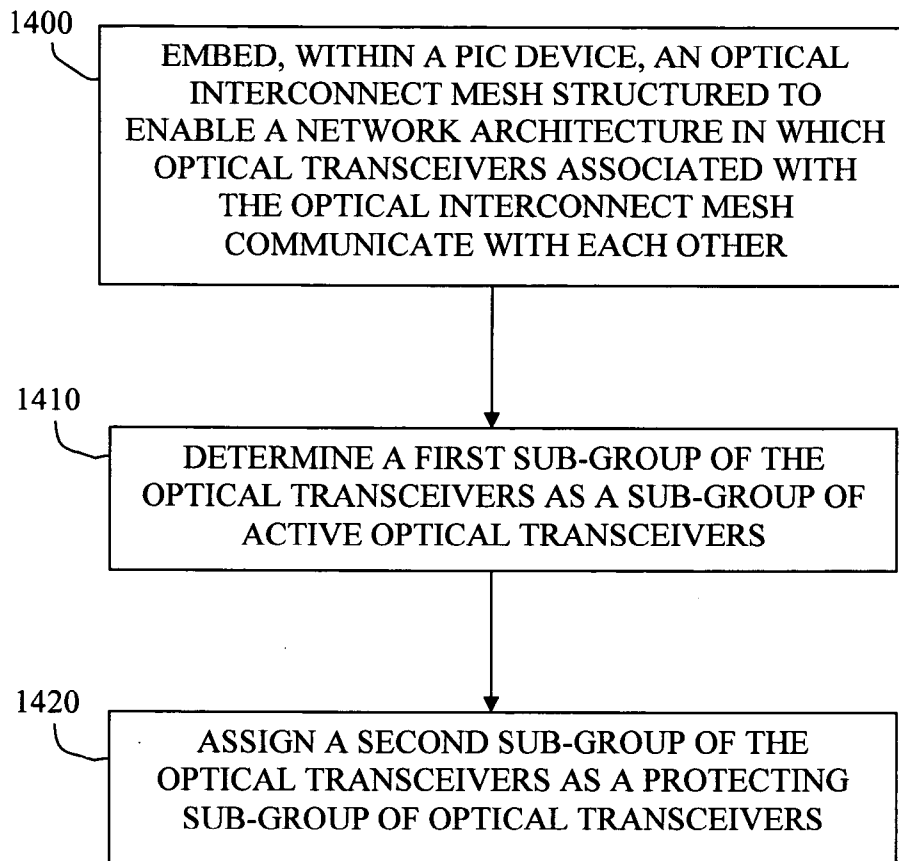 1400
EMBED, WITHIN A PIC DEVICE, AN OPTICAL
INTERCONNECT MESH STRUCTURED TO
ENABLE A NETWORK ARCHITECTURE IN WHICH
OPTICAL TRANSCEIVERS ASSOCIATED WITH
THE OPTICAL INTERCONNECT MESH
COMMUNICATE WITH EACH OTHER
1410
DETERMINE A FIRST SUB-GROUP OF THE
OPTICAL TRANSCEIVERS AS A SUB-GROUP OF
ACTIVE OPTICAL TRANSCEIVERS
1420
ASSIGN A SECOND SUB-GROUP OF THE
OPTICAL TRANSCEIVERS AS A PROTECTING
SUB-GROUP OF OPTICAL TRANSCEIVERS